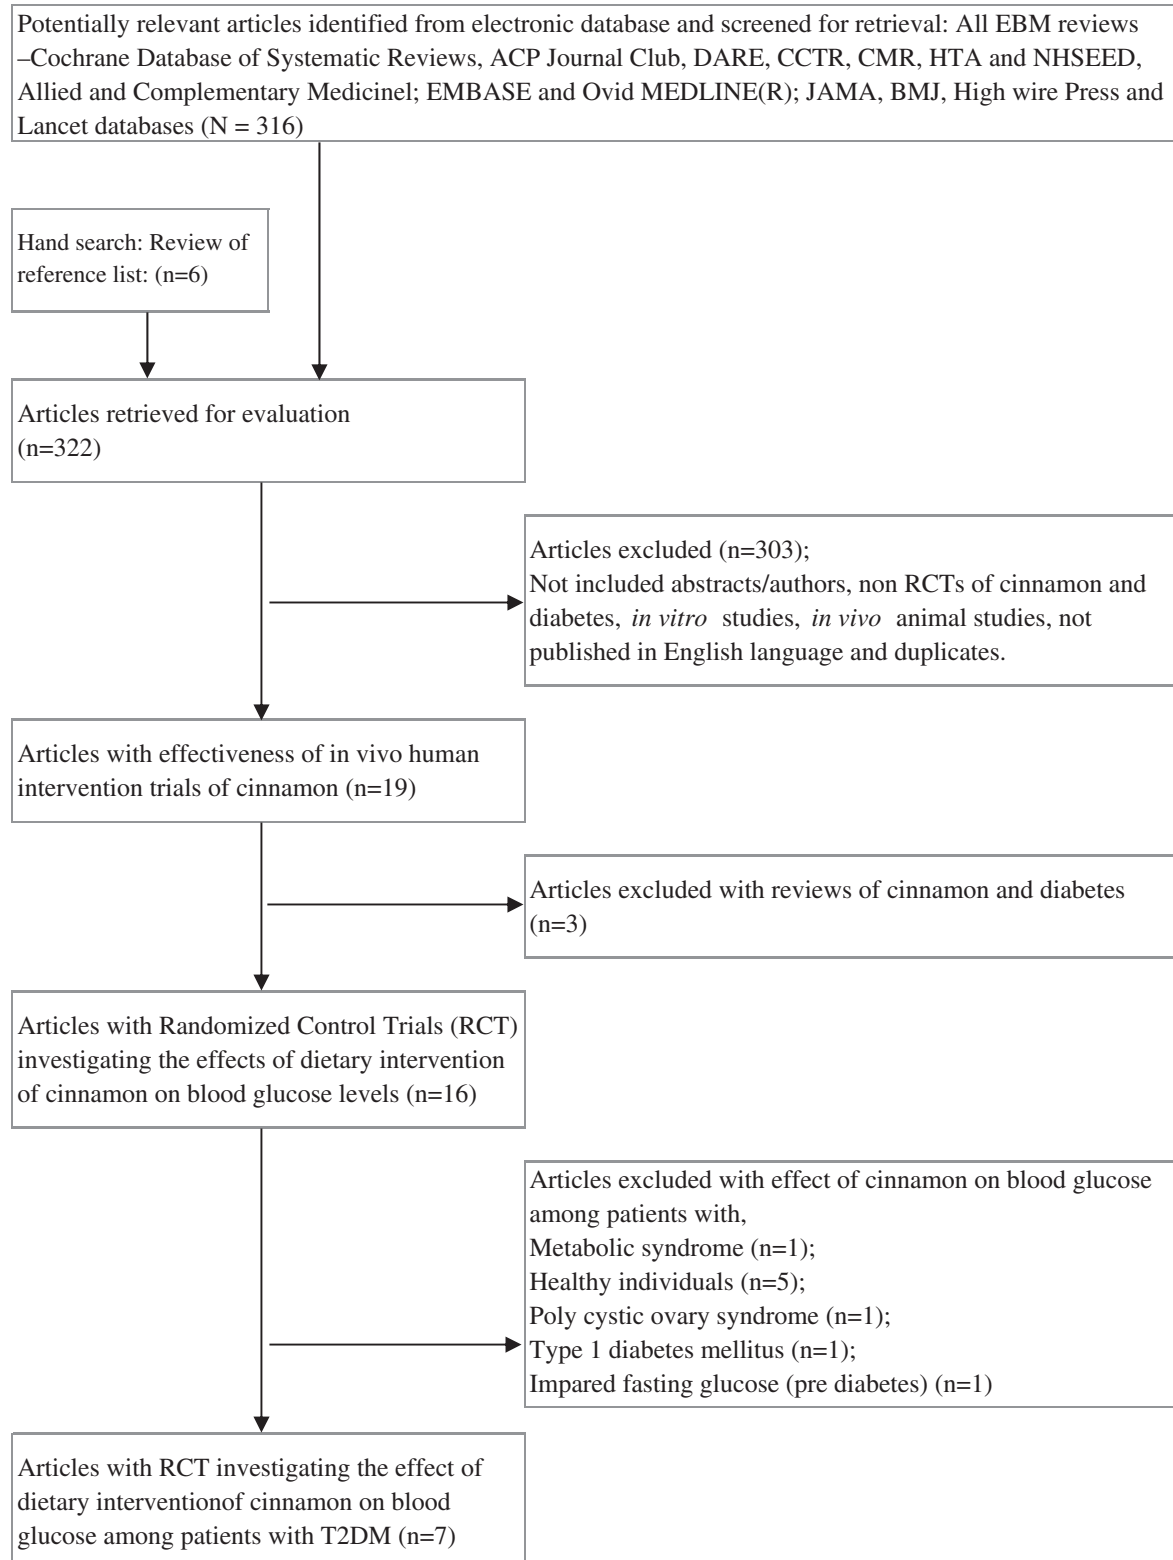 Potentially relevant articles identified from electronic database and screened for retrieval: All EBM reviews
–Cochrane Database of Systematic Reviews, ACP Journal Club, DARE, CCTR, CMR, HTA and NHSEED,
Allied and Complementary Medicinel; EMBASE and Ovid MEDLINE(R); JAMA, BMJ, High wire Press and
Lancet databases (N = 316)
Hand search: Review of
reference list: (n=6)
Articles retrieved for evaluation
(n=322)
Articles excluded (n=303);
Not included abstracts/authors, non RCTs of cinnamon and
diabetes, in vitro studies, in vivo animal studies, not
published in English language and duplicates.
Articles with effectiveness of in vivo human
intervention trials of cinnamon (n=19)
Articles excluded with reviews of cinnamon and diabetes
(n=3)
Articles with Randomized Control Trials (RCT)
investigating the effects of dietary intervention
of cinnamon on blood glucose levels (n=16)
Articles excluded with effect of cinnamon on blood glucose
among patients with,
Metabolic syndrome (n=1);
Healthy individuals (n=5);
Poly cystic ovary syndrome (n=1);
Type 1 diabetes mellitus (n=1);
Impared fasting glucose (pre diabetes) (n=1)
Articles with RCT investigating the effect of
dietary interventionof cinnamon on blood
glucose among patients with T2DM (n=7)